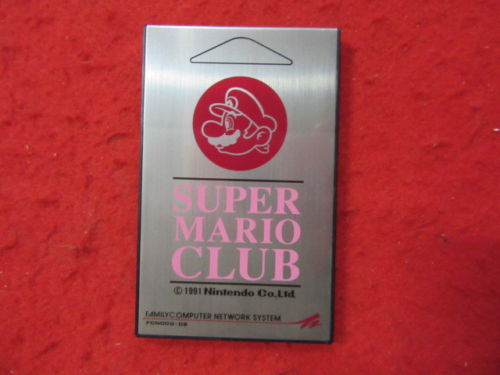 SUPER
MARIO
CLUB
© 1991 Nintendo Co., Ltd.
FAMILYCOMPUTER NETWORK SYSTEM